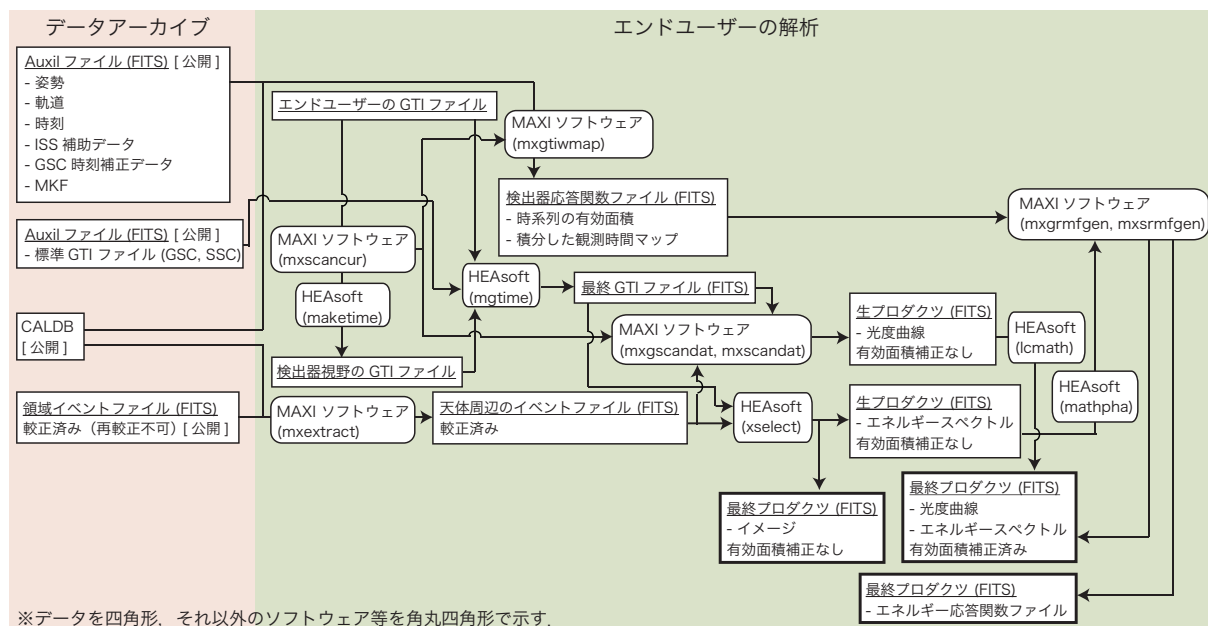 データアーカイブ
エンドユーザーの解析
Auxil ファイル (FITS) [ 公開 ]
- 姿勢
- 軌道
- 時刻
- ISS 補助データ
- GSC 時刻補正データ
- MKF
Auxil ファイル (FITS) [ 公開 ]
- 標準 GTI ファイル (GSC, SSC)
CALDB
[ 公開 ]
領域イベントファイル (FITS)
較正済み（再較正不可）[ 公開 ]
エンドユーザーの GTI ファイル
MAXI ソフトウェア
(mxgtiwmap)
検出器応答関数ファイル (FITS)
- 時系列の有効面積
- 積分した観測時間マップ
MAXI ソフトウェア
(mxgrmfgen, mxsrmfgen)
MAXI ソフトウェア
(mxscancur)
HEAsoft
(maketime)
検出器視野の GTI ファイル
HEAsoft
(mgtime)
最終 GTI ファイル (FITS)
MAXI ソフトウェア
(mxgscandat, mxscandat)
生プロダクツ (FITS)
- 光度曲線
有効面積補正なし
HEAsoft
(lcmath)
HEAsoft
(mathpha)
MAXI ソフトウェア
(mxextract)
天体周辺のイベントファイル (FITS)
較正済み
HEAsoft
(xselect)
生プロダクツ (FITS)
- エネルギースペクトル
有効面積補正なし
最終プロダクツ (FITS)
- イメージ
有効面積補正なし
最終プロダクツ (FITS)
- 光度曲線
- エネルギースペクトル
有効面積補正済み
最終プロダクツ (FITS)
- エネルギー応答関数ファイル
※データを四角形，それ以外のソフトウェア等を角丸四角形で示す．